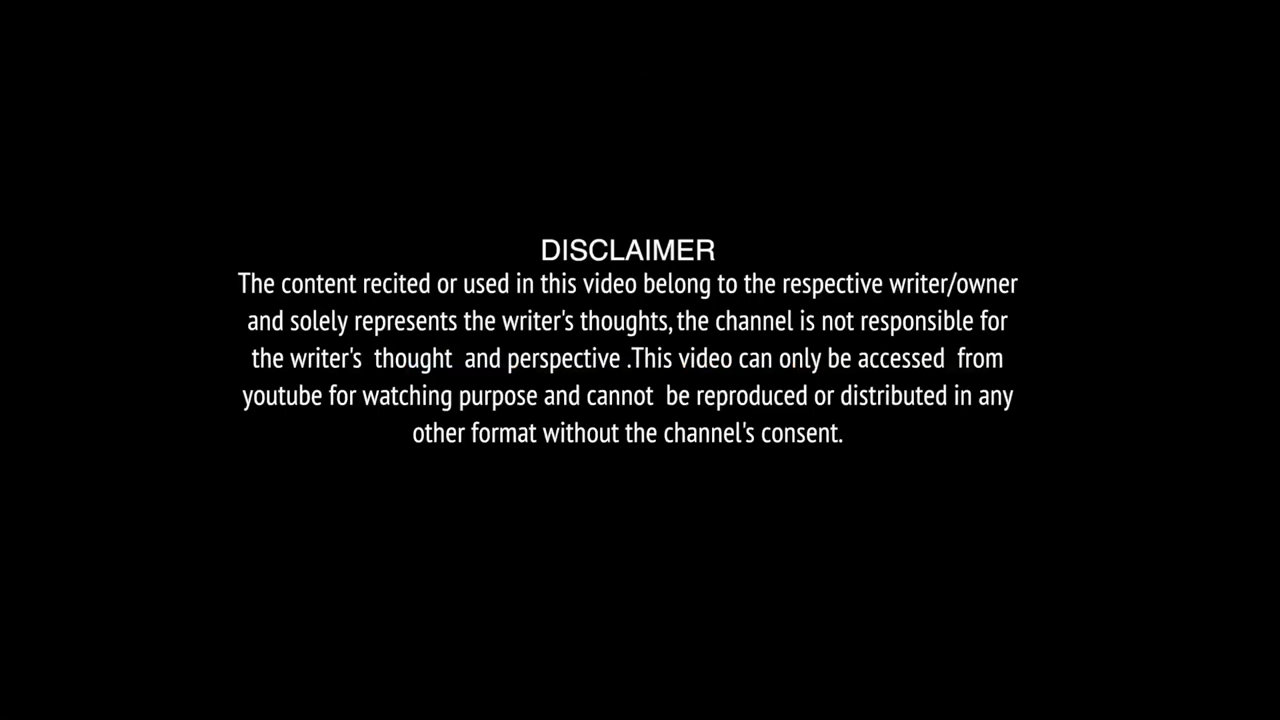 DISCLAIMER
The content recited or used in this video belong to the respective writer/owner
and solely represents the writer's thoughts, the channel is not responsible for
the writer's  thought  and perspective .This video can only be accessed  from
youtube for watching purpose and cannot  be reproduced or distributed in any
other format without the channel's consent.